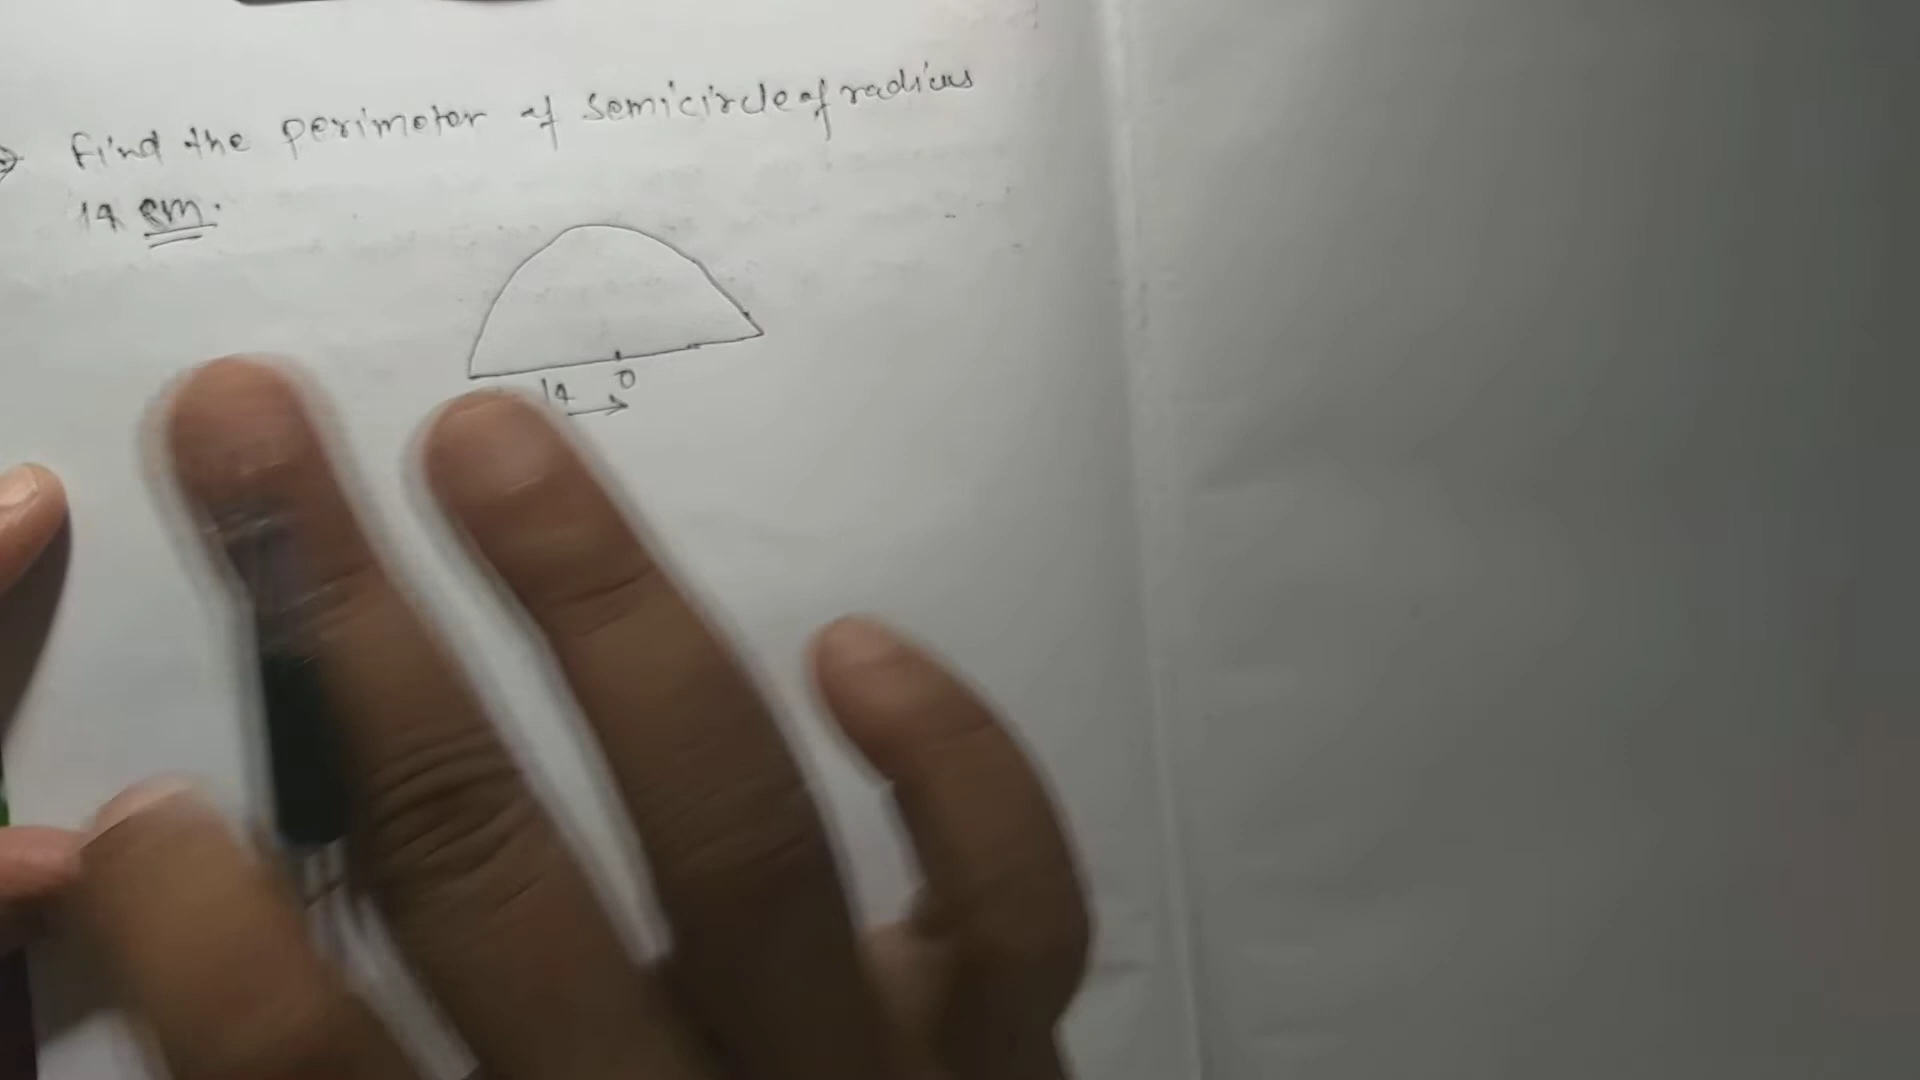 Find the perimeter of semicircle of radius
14 cm.
14 O